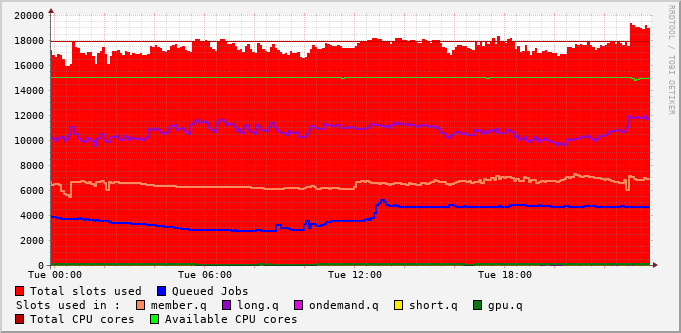 20000
18000
16000
14000
12000
10000
8000
6000
4000
2000
0
Tue 00:00 Tue 06:00 Tue 12:00 Tue 18:00
RRDTOOL / TOBI OETIKER
Total slots used Queued Jobs
Slots used in : member.q long.q ondemand.q short.q gpu.q
Total CPU cores Available CPU cores